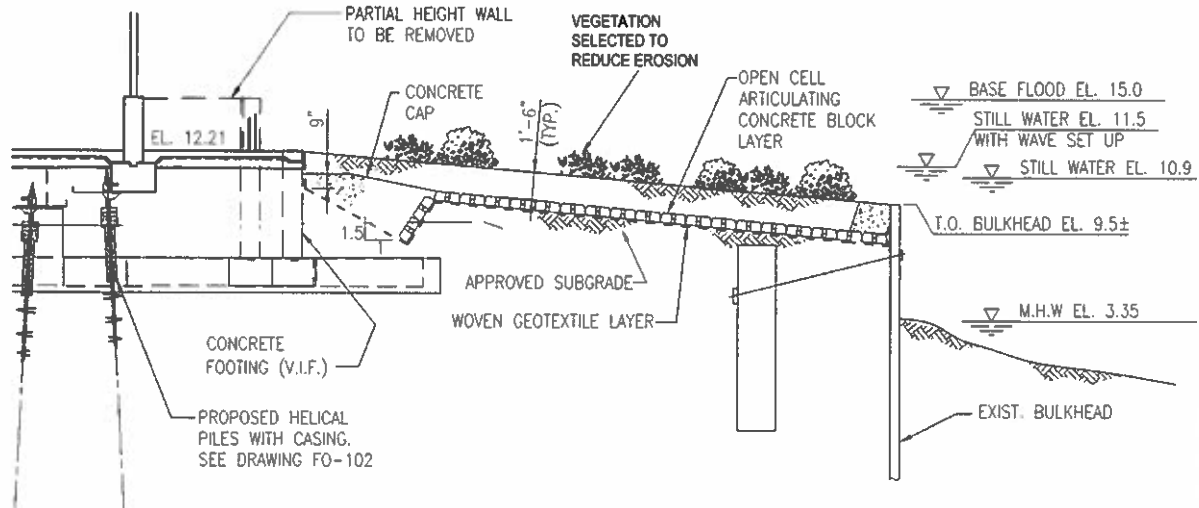 PARTIAL HEIGHT WALL
TO BE REMOVED
VEGETATION
SELECTED TO
REDUCE EROSION
OPEN CELL
ARTICULATING
CONCRETE BLOCK
LAYER
CONCRETE
CAP
9"
1'-6"
(TYP.)
EL. 12.21
BASE FLOOD EL. 15.0
STILL WATER EL. 11.5
WITH WAVE SET UP
STILL WATER EL. 10.9
T.O. BULKHEAD EL. 9.5±
1.5
1
APPROVED SUBGRADE
WOVEN GEOTEXTILE LAYER
M.H.W EL. 3.35
CONCRETE
FOOTING (V.I.F.)
PROPOSED HELICAL
PILES WITH CASING.
SEE DRAWING FO-102
EXIST. BULKHEAD